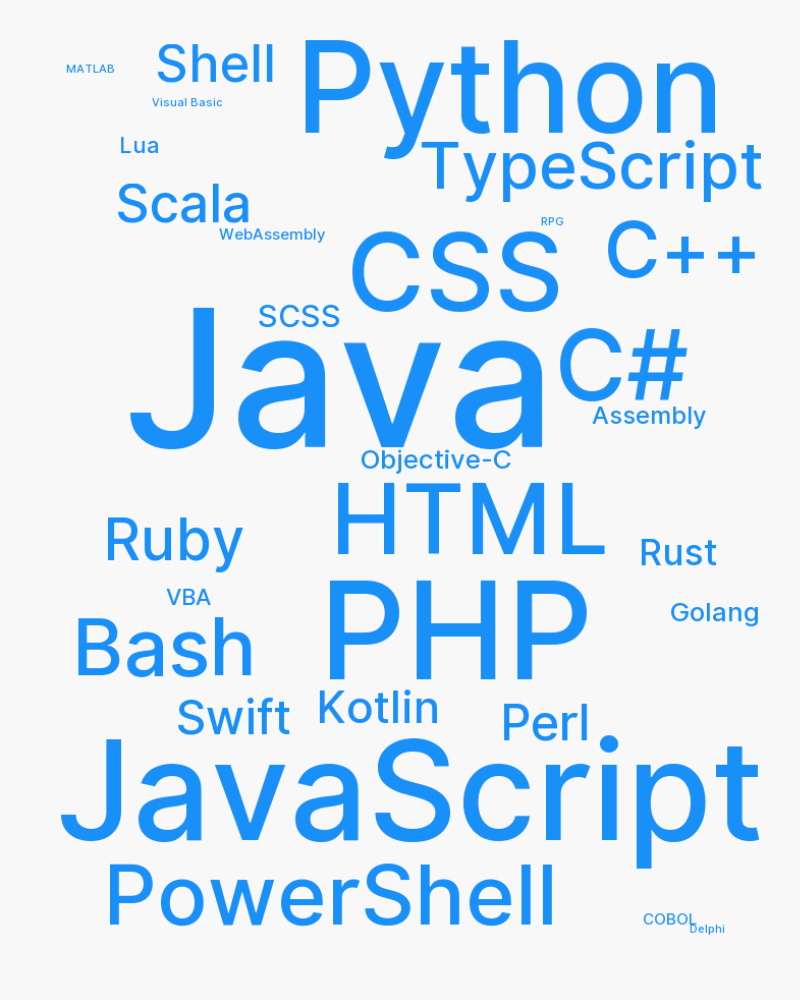 Python
Shell
MATLAB
Visual Basic
Lua
TypeScript
Scala
WebAssembly
RPG
C++
CSS
SCSS
Java
C#
Assembly
Objective-C
HTML
Ruby
Rust
VBA
Golang
PHP
Bash
Swift
Kotlin
Perl
JavaScript
PowerShell
COBOL
Delphi